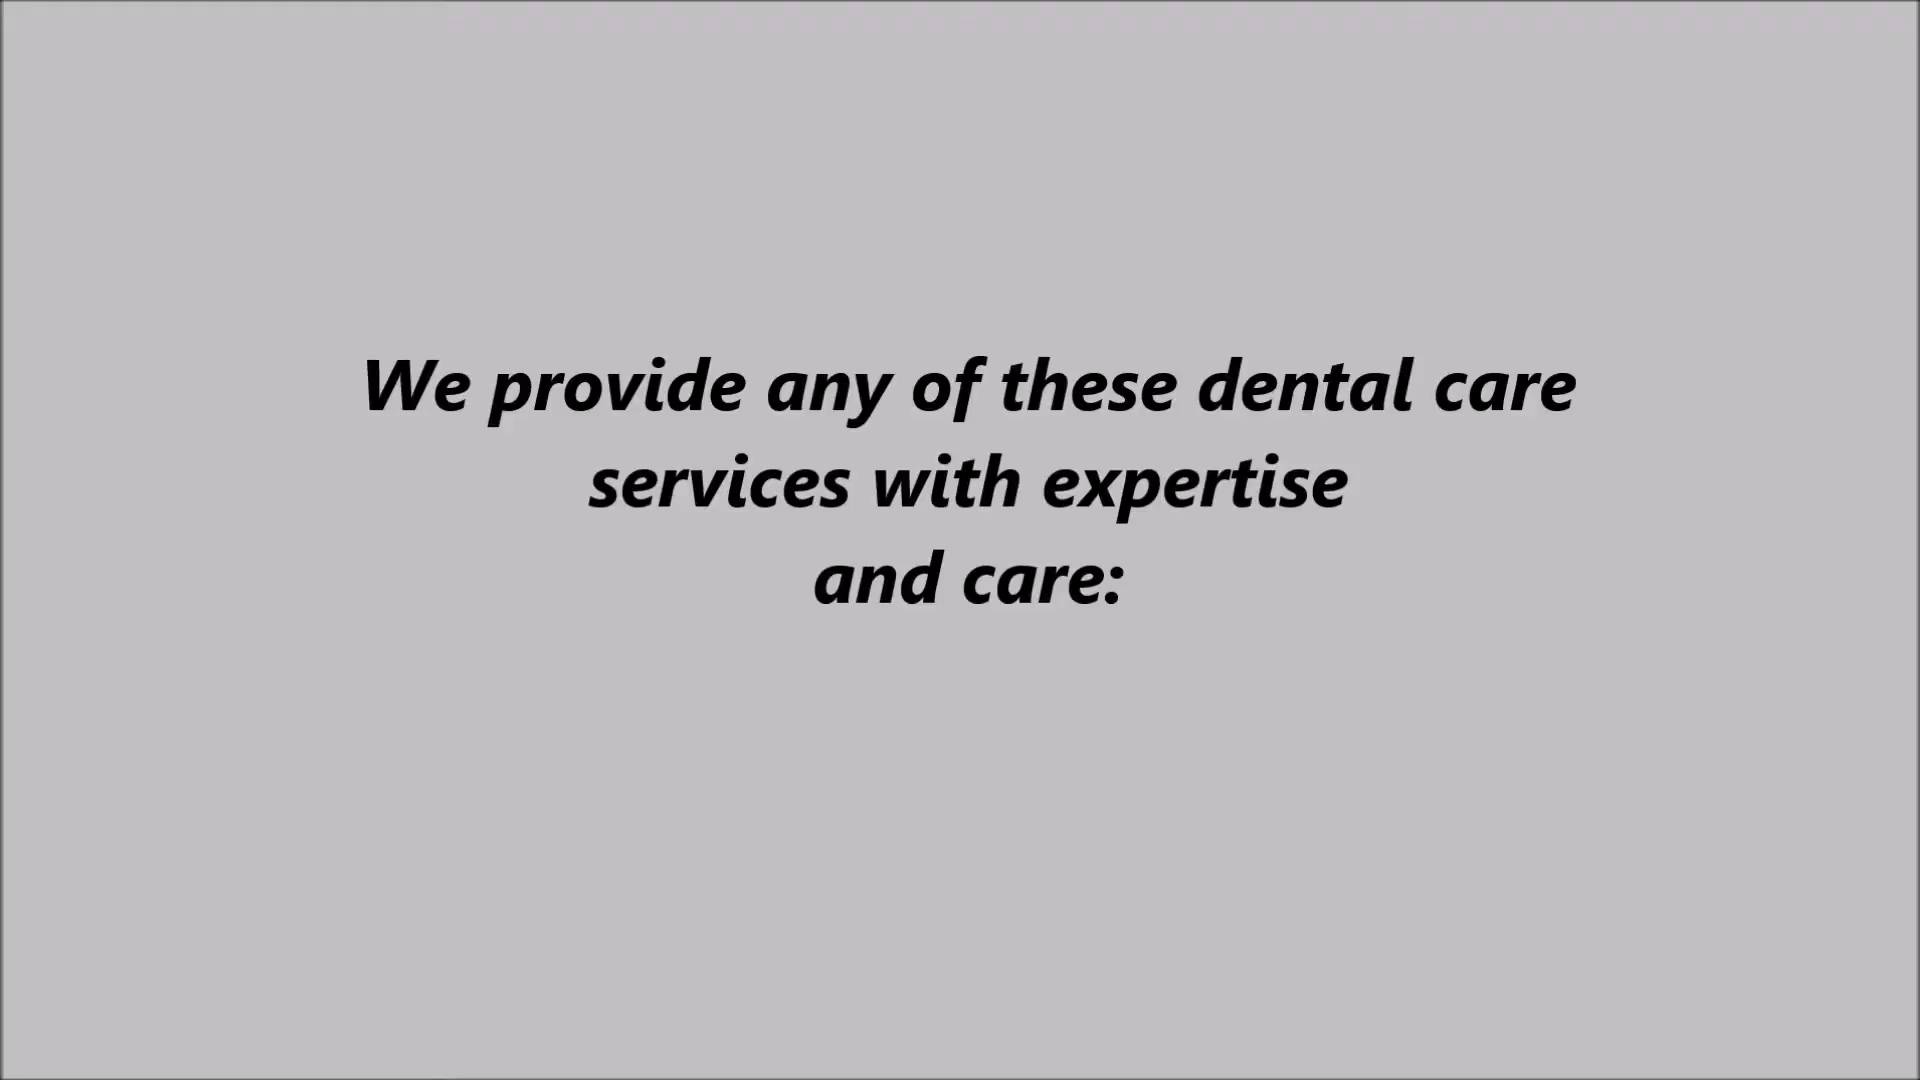 We provide any of these dental care
services with expertise
and care: